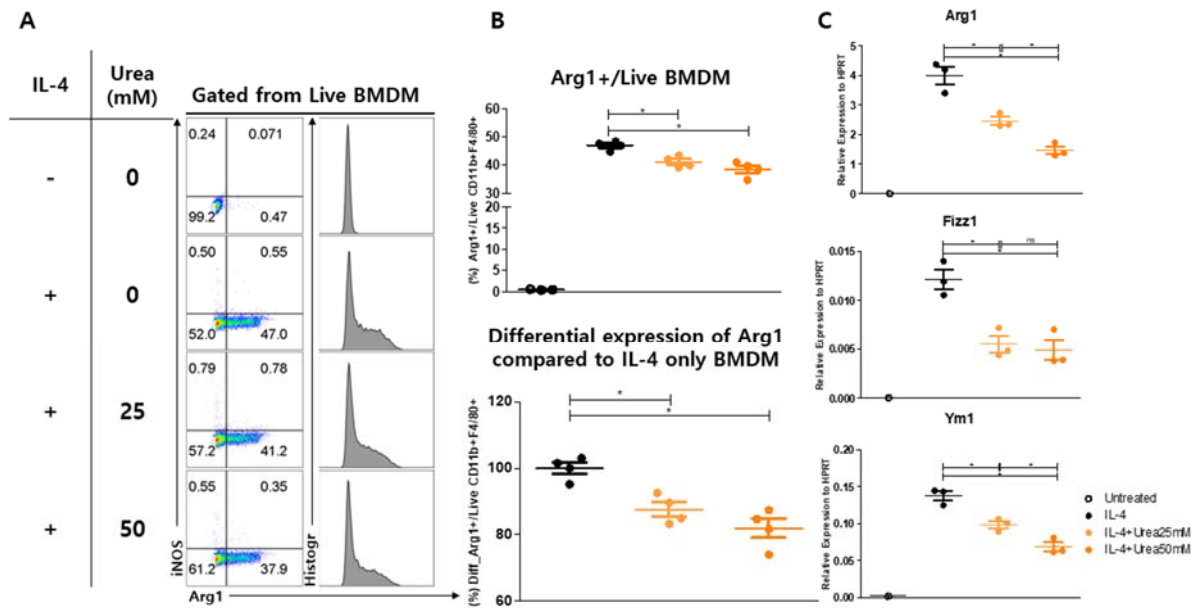 A
IL-4
Urea
(mM)
Gated from Live BMDM
-
0
+
0
+
25
+
50
0.24
0.071
99.2
0.47
0.50
0.55
52.0
47.0
0.79
0.78
57.2
41.2
0.55
0.35
61.2
37.9
iNOS
Histogr
Arg1
B
Arg1+/Live BMDM
(%) Arg1+/Live CD11b+F4/80+
60
50
40
30
20
15
10
5
0
*
*
Differential expression of Arg1
compared to IL-4 only BMDM
(%) Diff_Arg1+/Live CD11b+F4/80+
120
100
80
60
*
*
C
Arg1
Relative Expression to HPRT
5
4
3
2
1
0
*
*
*
Fizz1
Relative Expression to HPRT
0.015
0.010
0.005
0.000
*
ns
*
Ym1
Relative Expression to HPRT
0.20
0.15
0.10
0.05
0.00
*
*
*
Untreated
IL-4
IL-4+Urea25mM
IL-4+Urea50mM